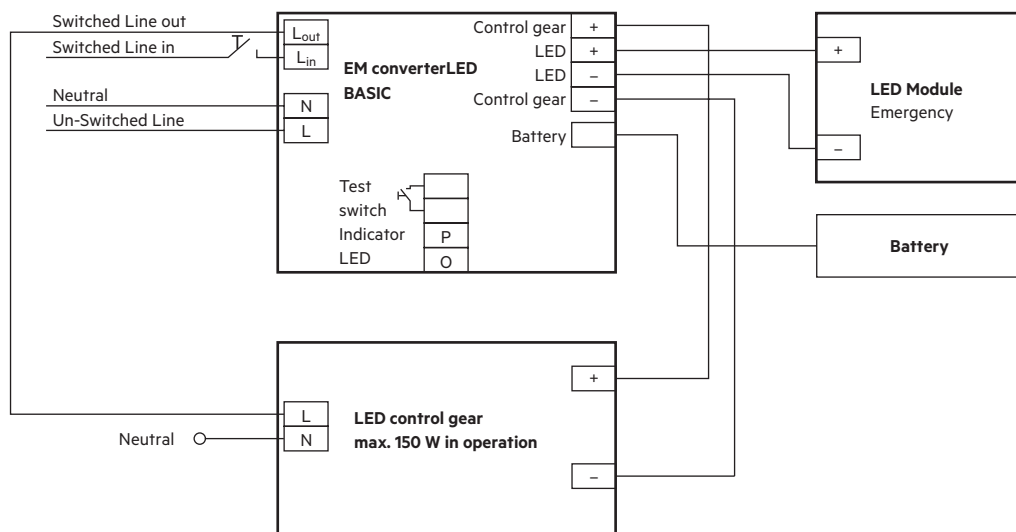 Switched Line out
Switched Line in
Neutral
Un-Switched Line
Lout
Lin
N
L
EM converterLED
BASIC
Control gear
LED
LED
Control gear
Battery
+
+
–
–
Test
switch
Indicator
LED
P
O
+
–
LED Module
Emergency
Battery
Neutral
L
N
LED control gear
max. 150 W in operation
+
–